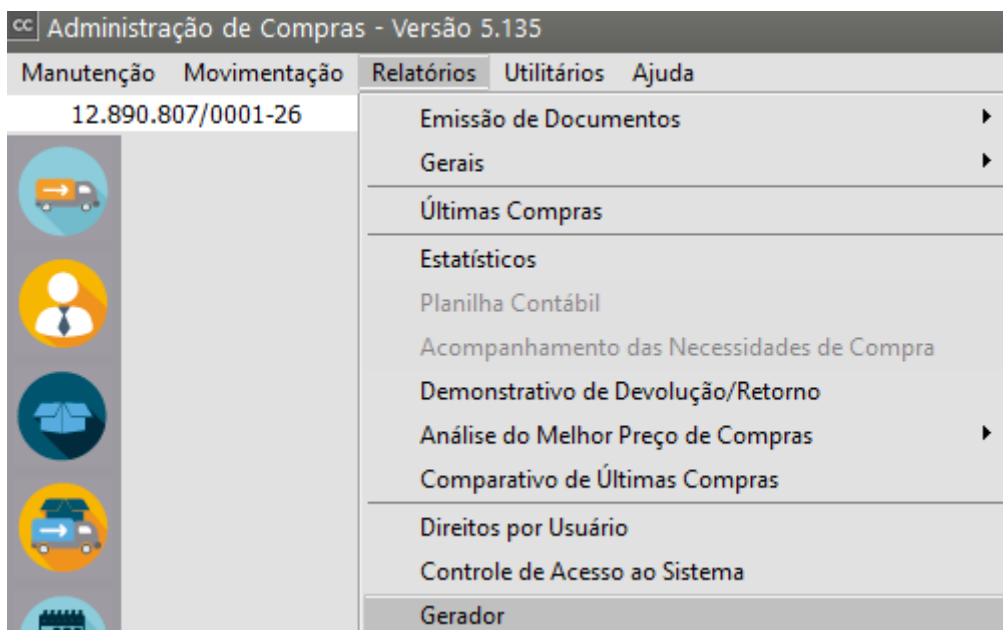 cc Administração de Compras - Versão 5.135
Manutenção Movimentação Relatórios Utilitários Ajuda
12.890.807/0001-26
Emissão de Documentos
Gerais
Últimas Compras
Estatísticos
Planilha Contábil
Acompanhamento das Necessidades de Compra
Demonstrativo de Devolução/Retorno
Análise do Melhor Preço de Compras
Comparativo de Últimas Compras
Direitos por Usuário
Controle de Acesso ao Sistema
Gerador